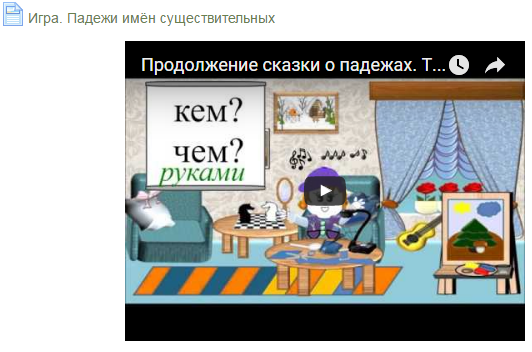 Игра. Падежи имён существительных
Продолжение сказки о падежах. Т...
кем?
чем?
руками